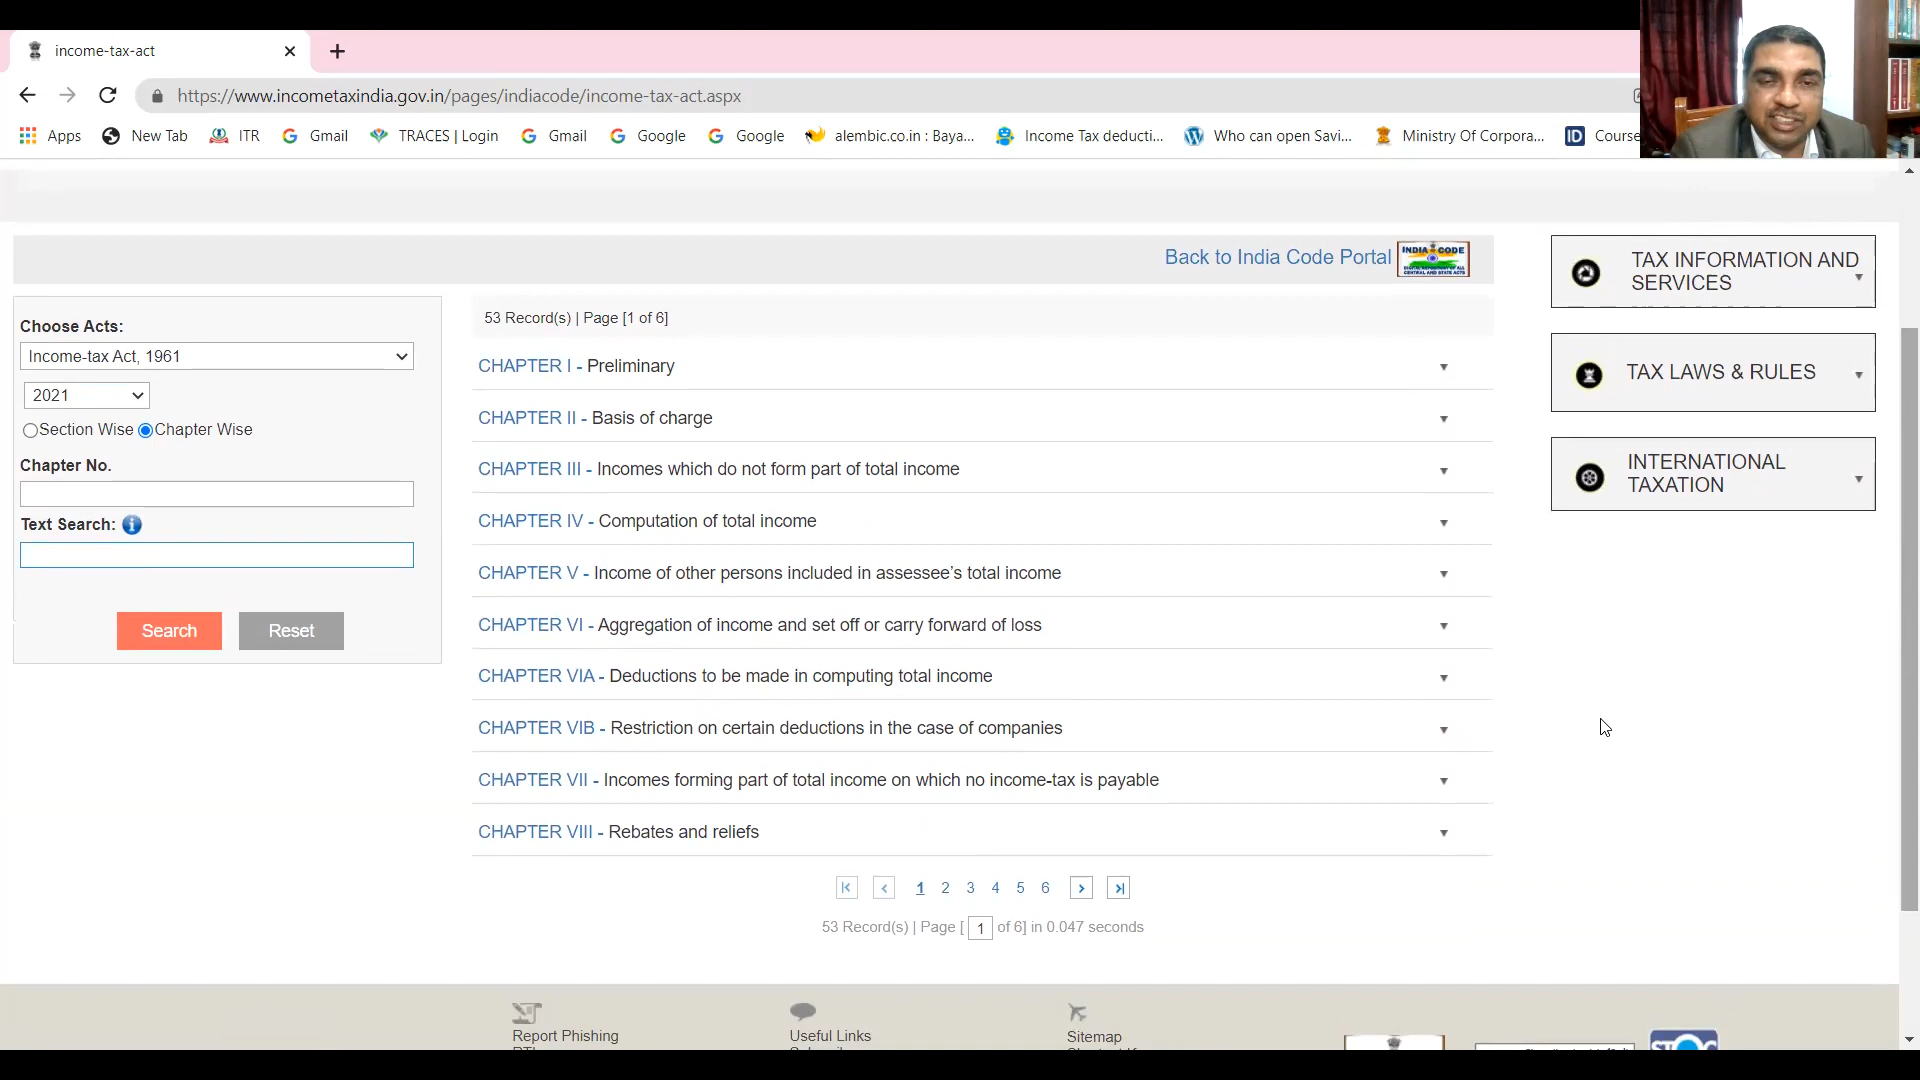 income-tax-act
https://www.incometaxindia.gov.in/pages/indiacode/income-tax-act.aspx
Apps New Tab ITR Gmail TRACES | Login Gmail Google Google alembic.co.in : Baya... Income Tax deducti... Who can open Savi... Ministry Of Corpora... ID Course
Back to India Code Portal INDIA CODE
TAX INFORMATION AND
SERVICES
Choose Acts:
Income-tax Act, 1961
2021
Section Wise Chapter Wise
Chapter No.
Text Search:
Search Reset
53 Record(s) | Page [1 of 6]
CHAPTER I - Preliminary
CHAPTER II - Basis of charge
CHAPTER III - Incomes which do not form part of total income
CHAPTER IV - Computation of total income
CHAPTER V - Income of other persons included in assessee’s total income
CHAPTER VI - Aggregation of income and set off or carry forward of loss
CHAPTER VIA - Deductions to be made in computing total income
CHAPTER VIB - Restriction on certain deductions in the case of companies
CHAPTER VII - Incomes forming part of total income on which no income-tax is payable
CHAPTER VIII - Rebates and reliefs
1 2 3 4 5 6
53 Record(s) | Page [ 1 of 6] in 0.047 seconds
TAX LAWS & RULES
INTERNATIONAL
TAXATION
Report Phishing
Useful Links
Sitemap